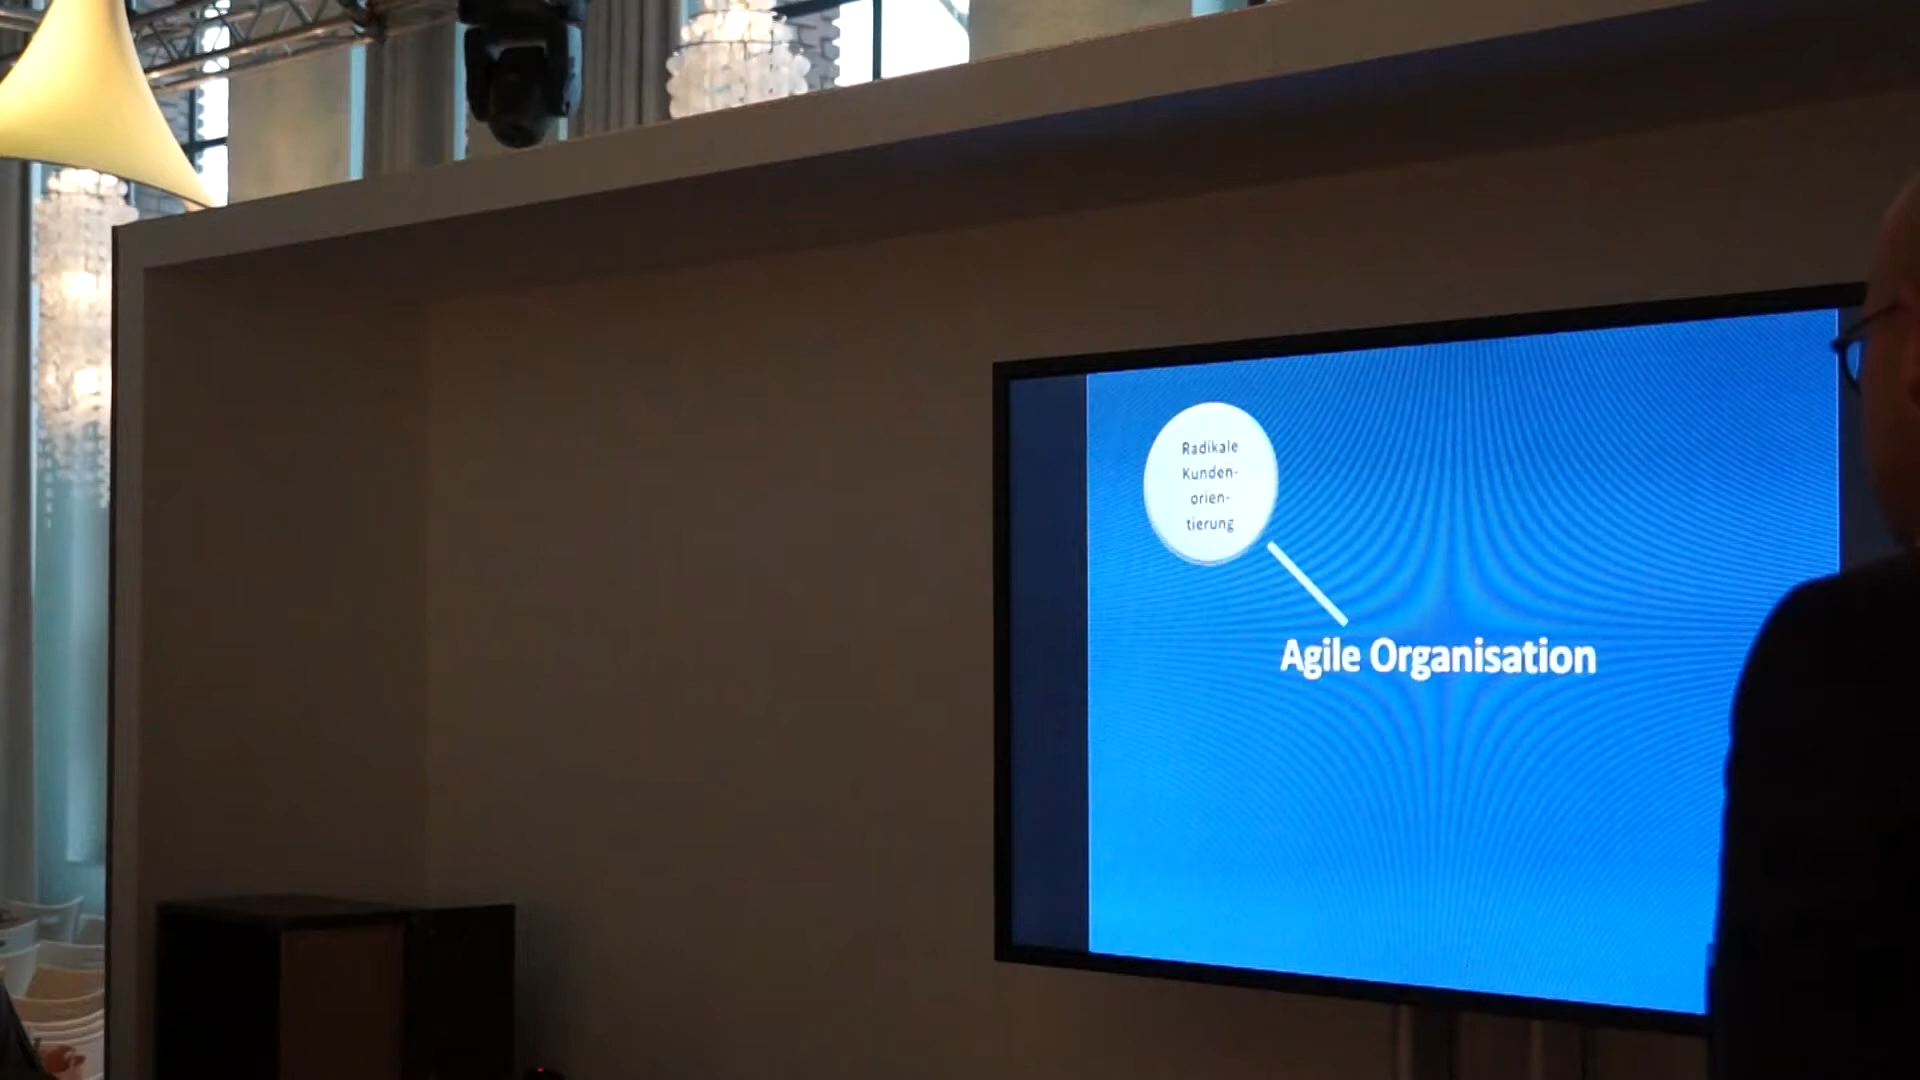 Radikale
Kunden-
orien-
tierung
Agile Organisation